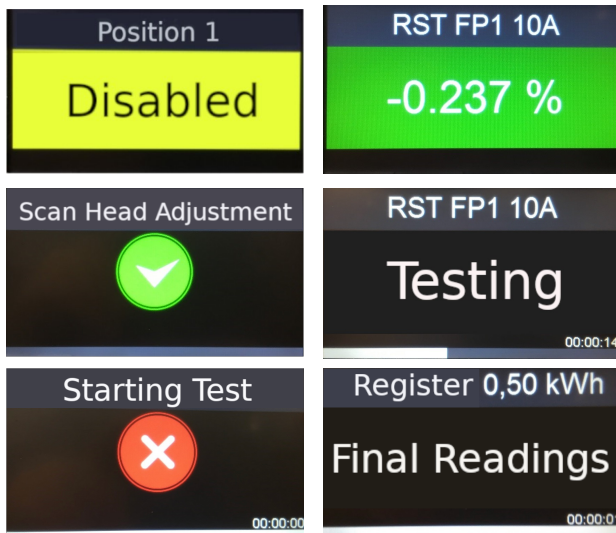 Position 1
Disabled
RST FP1 10A
-0.237 %
Scan Head Adjustment
RST FP1 10A
Testing
00:00:14
Starting Test
00:00:00
Register 0,50 kWh
Final Readings